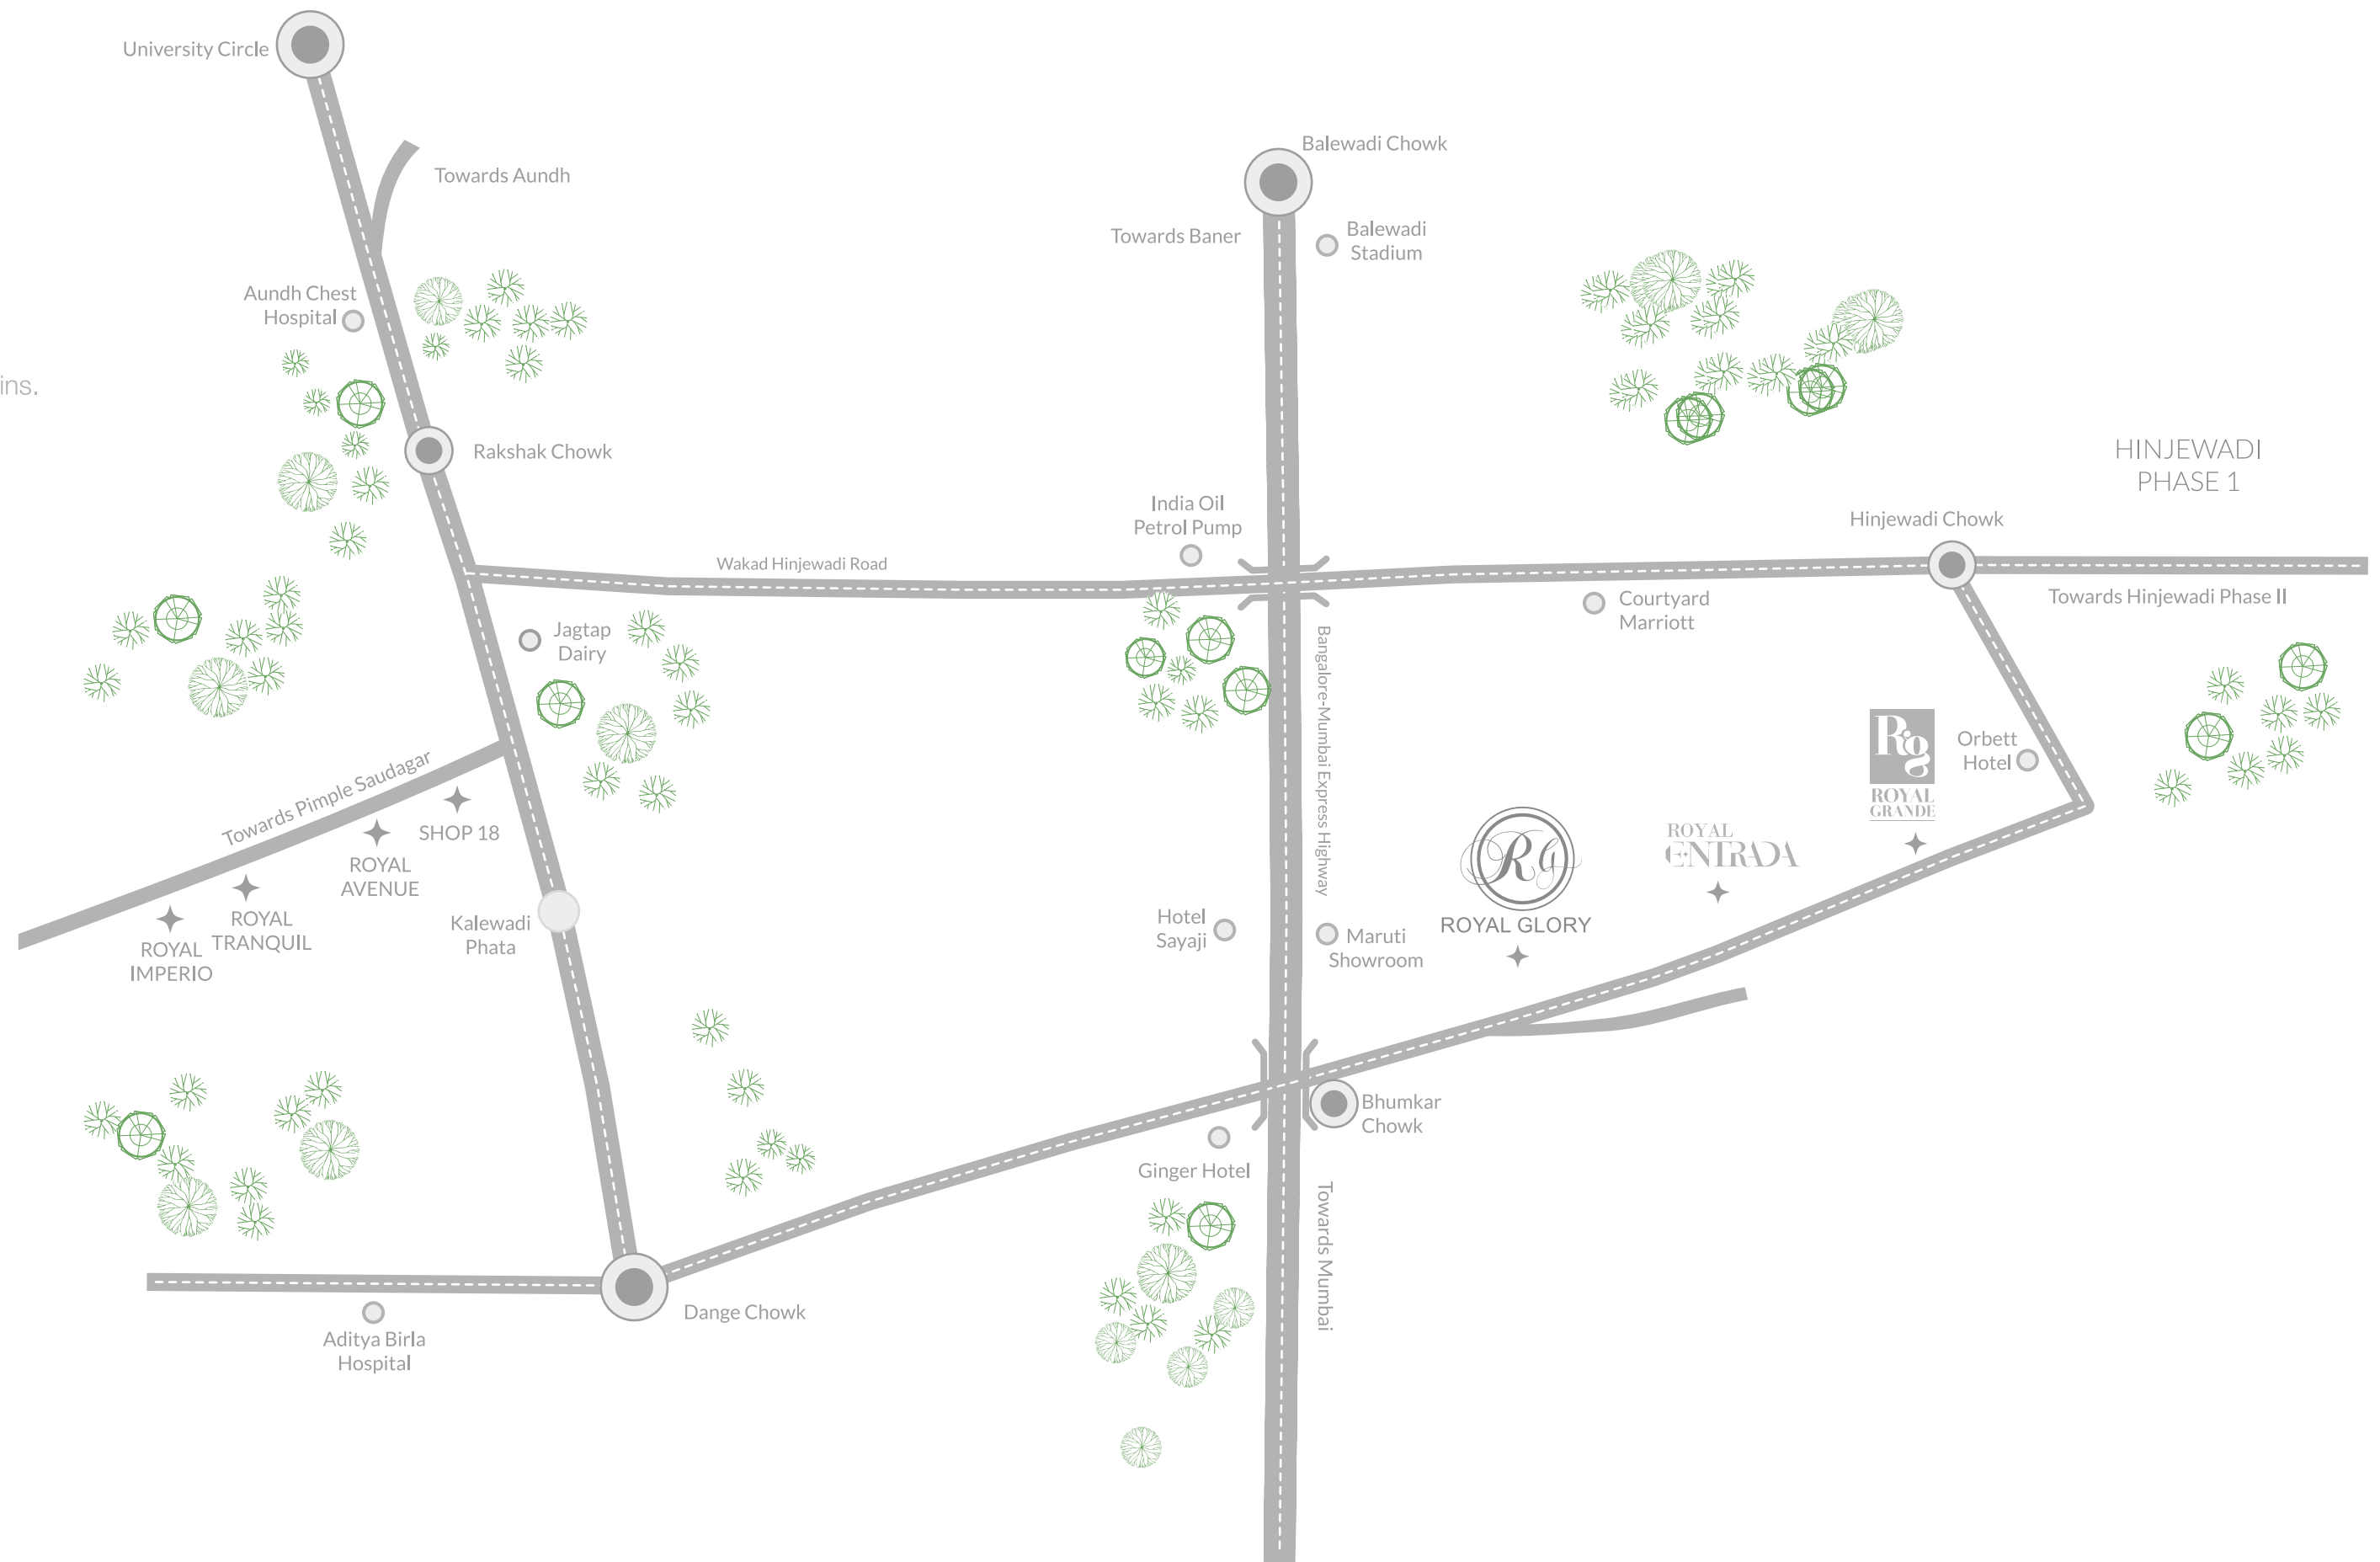 University Circle
Towards Aundh
Balewadi Chowk
Towards Baner
Balewadi
Stadium
Aundh Chest
Hospital
ins.
Rakshak Chowk
HINJEWADI
PHASE 1
India Oil
Petrol Pump
Hinjewadi Chowk
Wakad Hinjewadi Road
Towards Hinjewadi Phase II
Courtyard
Marriott
Jagtap
Dairy
Bangalore-Mumbai Express Highway
Rg
ROYAL
GRANDE
Orbett
Hotel
Towards Pimple Saudagar
SHOP 18
ROYAL
AVENUE
ROYAL
TRANQUIL
ROYAL
IMPERIO
Kalewadi
Phata
Hotel
Sayaji
Maruti
Showroom
RG
ROYAL GLORY
ROYAL
ENTRADA
Bhumkar
Chowk
Ginger Hotel
Towards Mumbai
Dange Chowk
Aditya Birla
Hospital